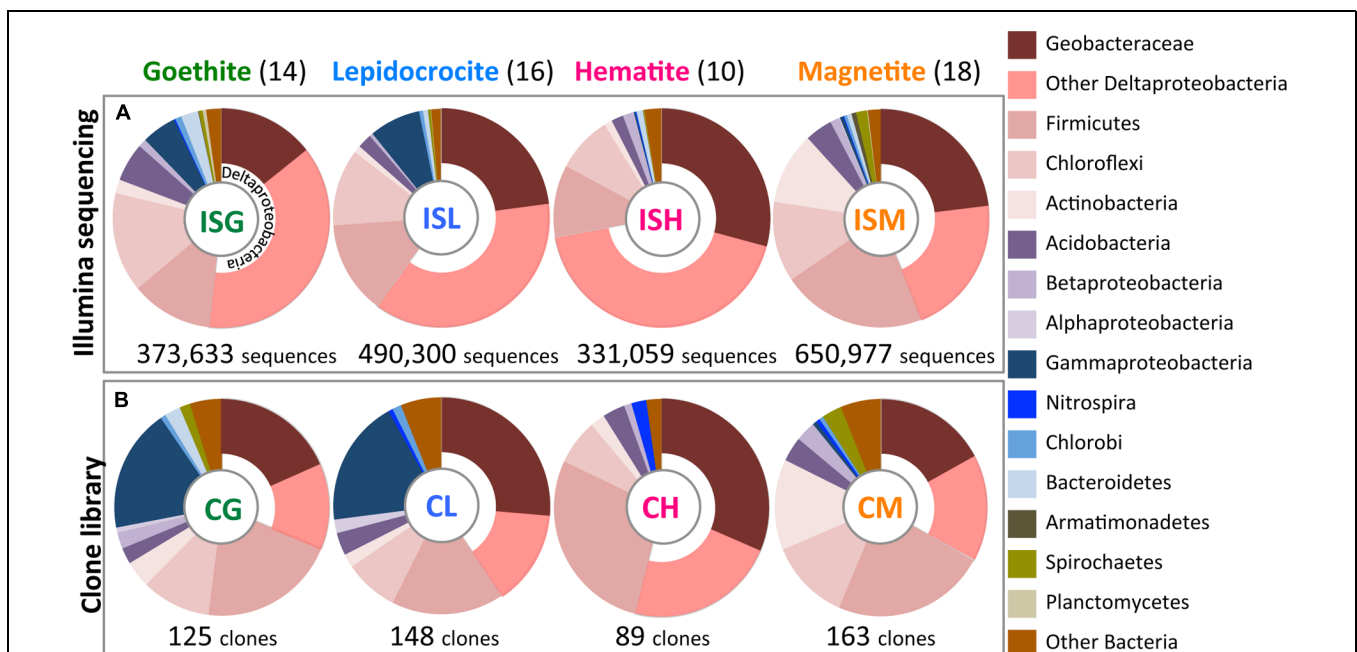 Goethite (14) Lepidocrocite (16) Hematite (10) Magnetite (18)
Illumina sequencing
A
Deltaproteobacteria
ISG ISL ISH ISM
373,633 sequences 490,300 sequences 331,059 sequences 650,977 sequences
Clone library
B
CG CL CH CM
125 clones 148 clones 89 clones 163 clones
Geobacteraceae
Other Deltaproteobacteria
Firmicutes
Chloroflexi
Actinobacteria
Acidobacteria
Betaproteobacteria
Alphaproteobacteria
Gammaproteobacteria
Nitrospira
Chlorobi
Bacteroidetes
Armatimonadetes
Spirochaetes
Planctomycetes
Other Bacteria